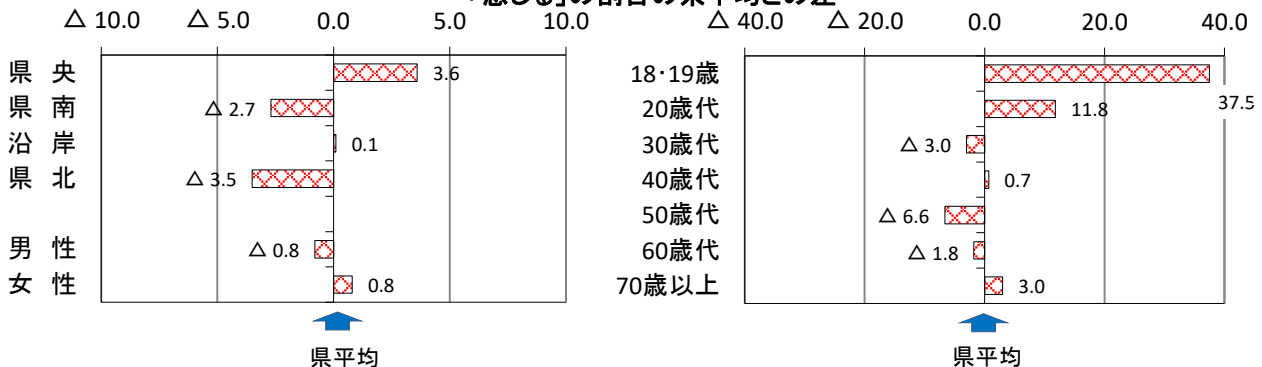 「感じる」の割合の県平均との差
△ 10.0 △ 5.0 0.0 5.0 10.0
県 央 3.6
県 南 △ 2.7
沿 岸 0.1
県 北 △ 3.5
男 性 △ 0.8
女 性 0.8
県平均
△ 40.0 △ 20.0 0.0 20.0 40.0
18･19歳 37.5
20歳代 11.8
30歳代 △ 3.0
40歳代 0.7
50歳代 △ 6.6
60歳代 △ 1.8
70歳以上 3.0
県平均